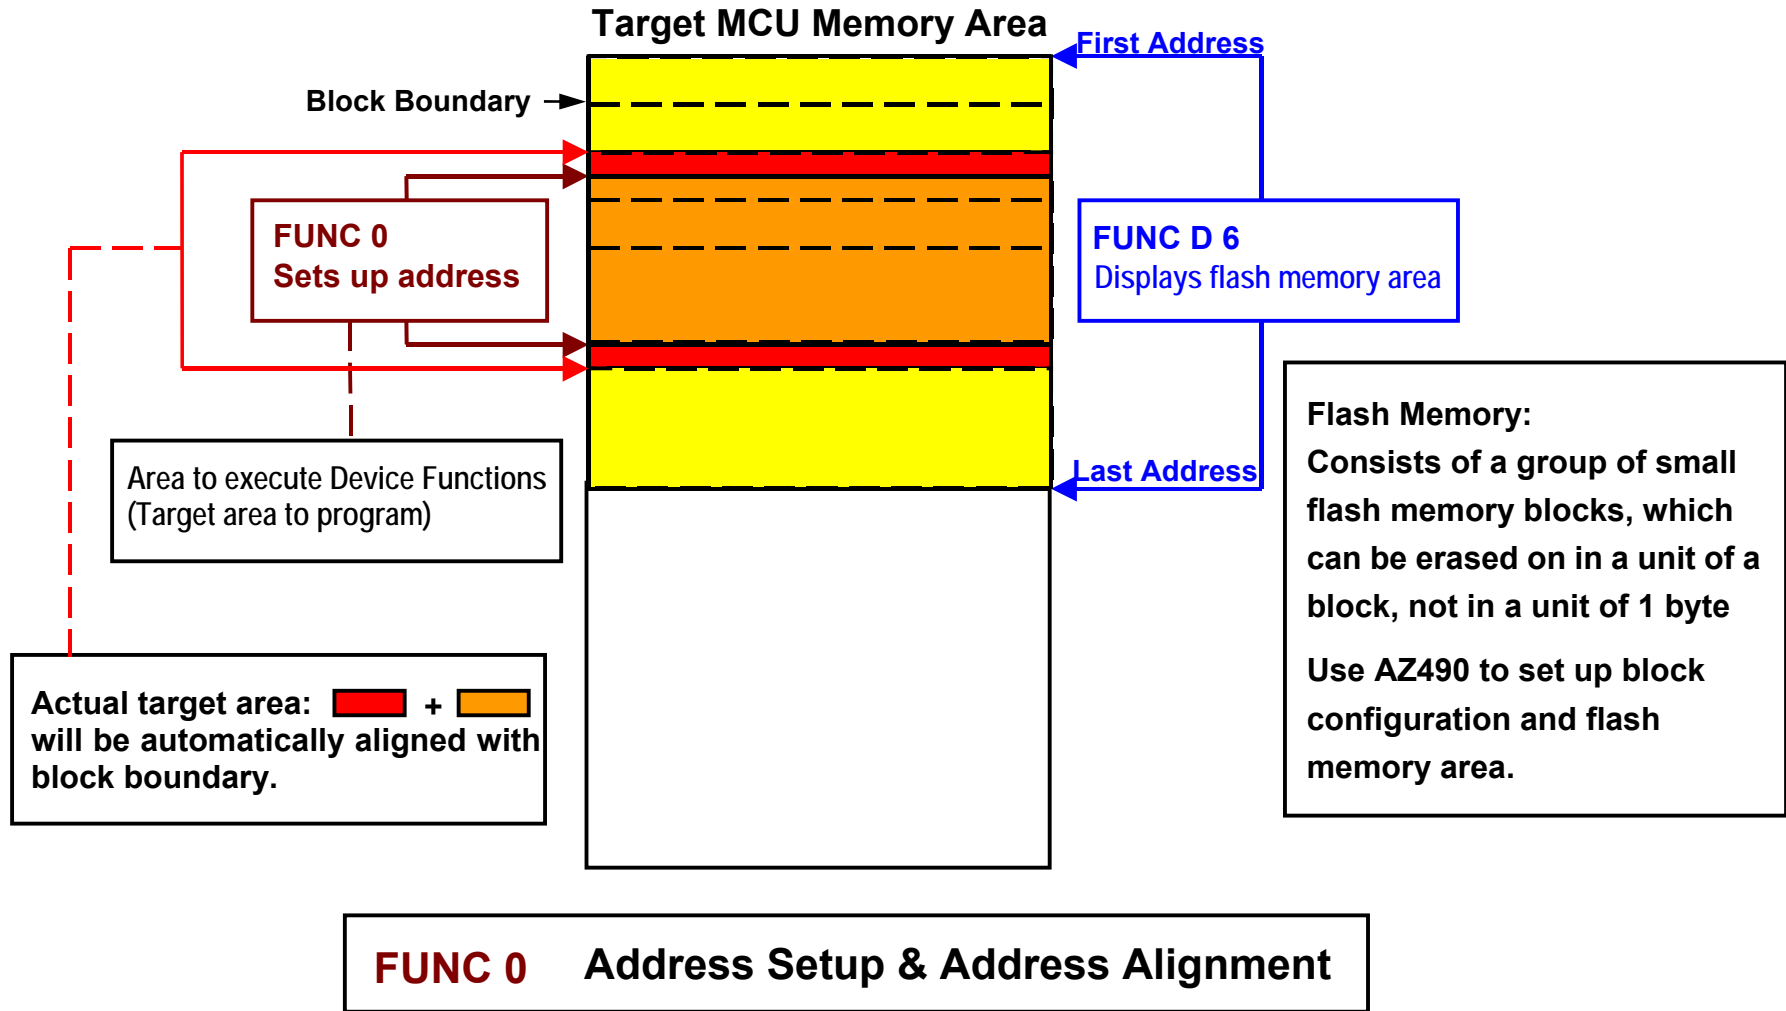 Target MCU Memory Area
First Address
Block Boundary
FUNC 0
Sets up address
FUNC D 6
Displays flash memory area
Area to execute Device Functions
(Target area to program)
Last Address
Flash Memory:
Consists of a group of small
flash memory blocks, which
can be erased on in a unit of a
block, not in a unit of 1 byte
Use AZ490 to set up block
configuration and flash
memory area.
Actual target area: +
will be automatically aligned with
block boundary.
FUNC 0 Address Setup & Address Alignment